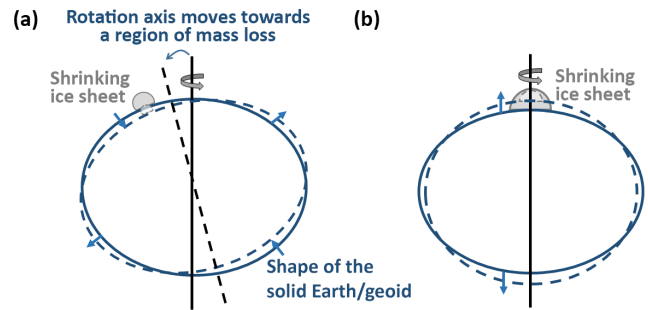 (a)
Rotation axis moves towards
a region of mass loss
Shrinking
ice sheet
Shape of the
solid Earth/geoid
(b)
Shrinking
ice sheet